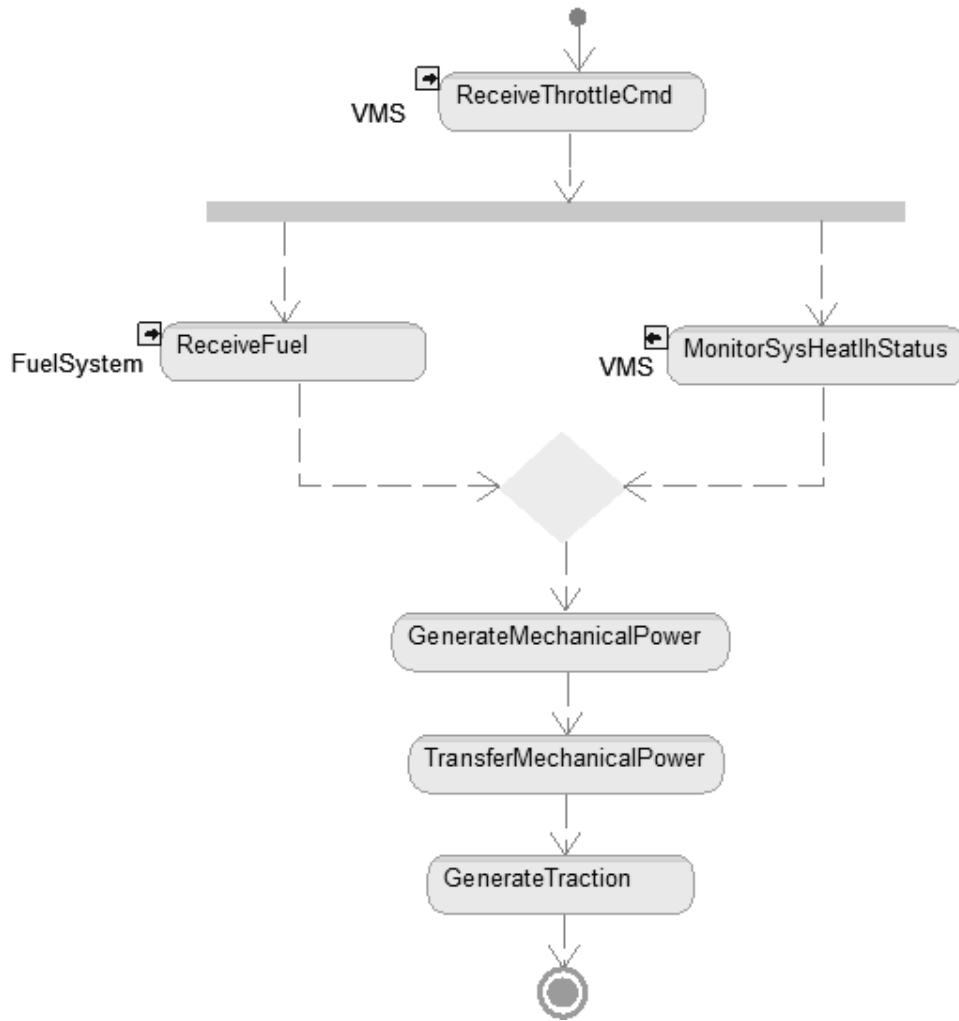 ReceiveThrottleCmd
VMS
ReceiveFuel
FuelSystem
MonitorSysHeatlhStatus
VMS
GenerateMechanicalPower
TransferMechanicalPower
GenerateTraction